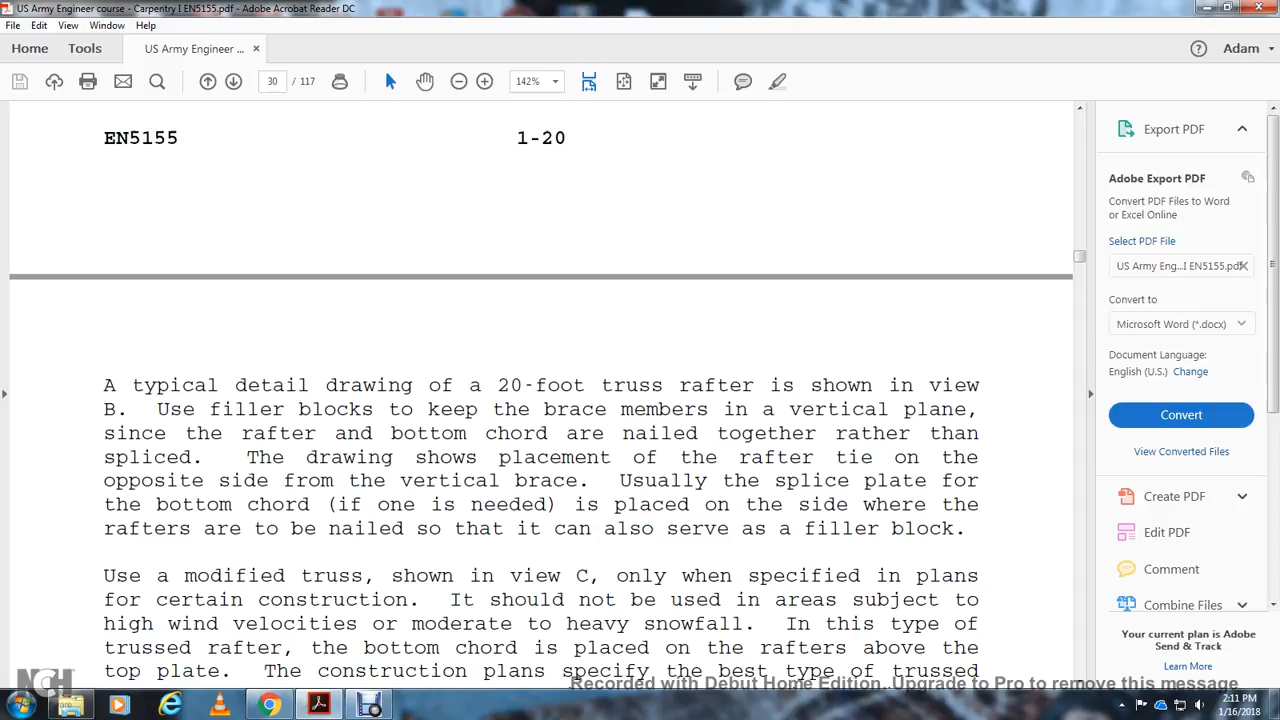 US Army Engineer course - Carpentry I EN5155.pdf - Adobe Acrobat Reader DC
File Edit View Window Help
Home Tools US Army Engineer ... × Adam
30 / 117 142%
EN5155 1-20
A typical detail drawing of a 20-foot truss rafter is shown in view
B. Use filler blocks to keep the brace members in a vertical plane,
since the rafter and bottom chord are nailed together rather than
spliced. The drawing shows placement of the rafter tie on the
opposite side from the vertical brace. Usually the splice plate for
the bottom chord (if one is needed) is placed on the side where the
rafters are to be nailed so that it can also serve as a filler block.
Use a modified truss, shown in view C, only when specified in plans
for certain construction. It should not be used in areas subject to
high wind velocities or moderate to heavy snowfall. In this type of
trussed rafter, the bottom chord is placed on the rafters above the
top plate. The construction plans specify the best type of trussed
Export PDF
Adobe Export PDF
Convert PDF Files to Word
or Excel Online
Select PDF File
US Army Eng...I EN5155.pdf
Convert to
Microsoft Word (*.docx)
Document Language:
English (U.S.) Change
Convert
View Converted Files
Create PDF
Edit PDF
Comment
Combine Files
Your current plan is Adobe
Send & Track
Learn More
Recorded with Debut Home Edition. Upgrade to Pro to remove this message
NCH
2:11 PM
1/16/2018